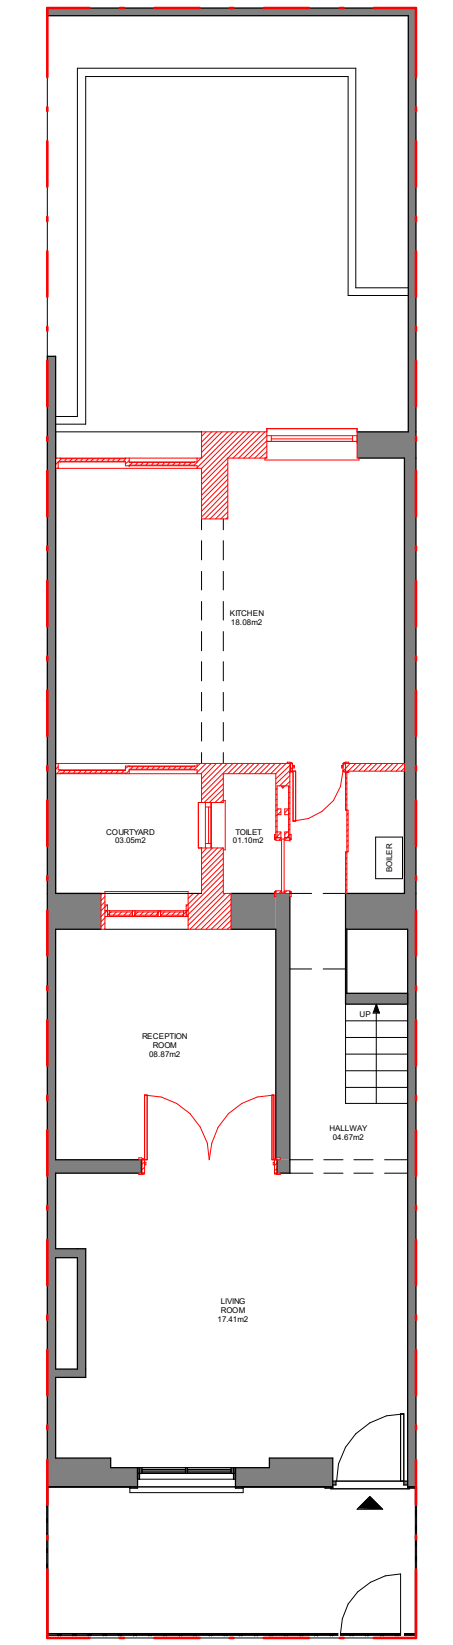 KITCHEN
18.08m2
COURTYARD
03.05m2
TOILET
01.10m2
BOILER
UP
RECEPTION
ROOM
08.87m2
HALLWAY
04.67m2
LIVING
ROOM
17.41m2